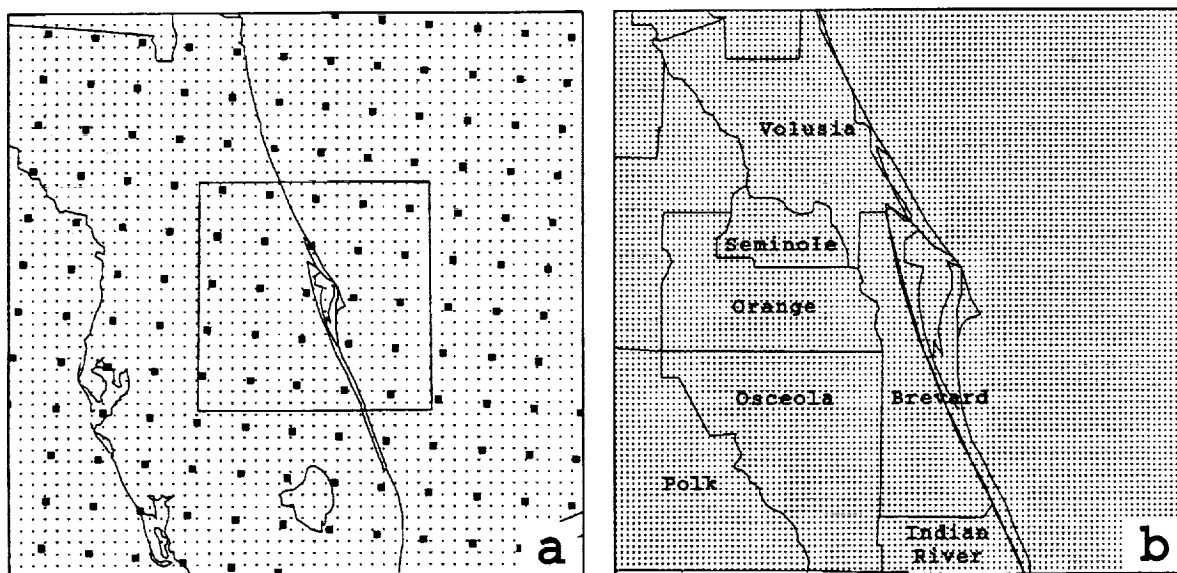 a
Volusia
Seminole
Orange
Osceola
Brevard
Polk
Indian
River
b